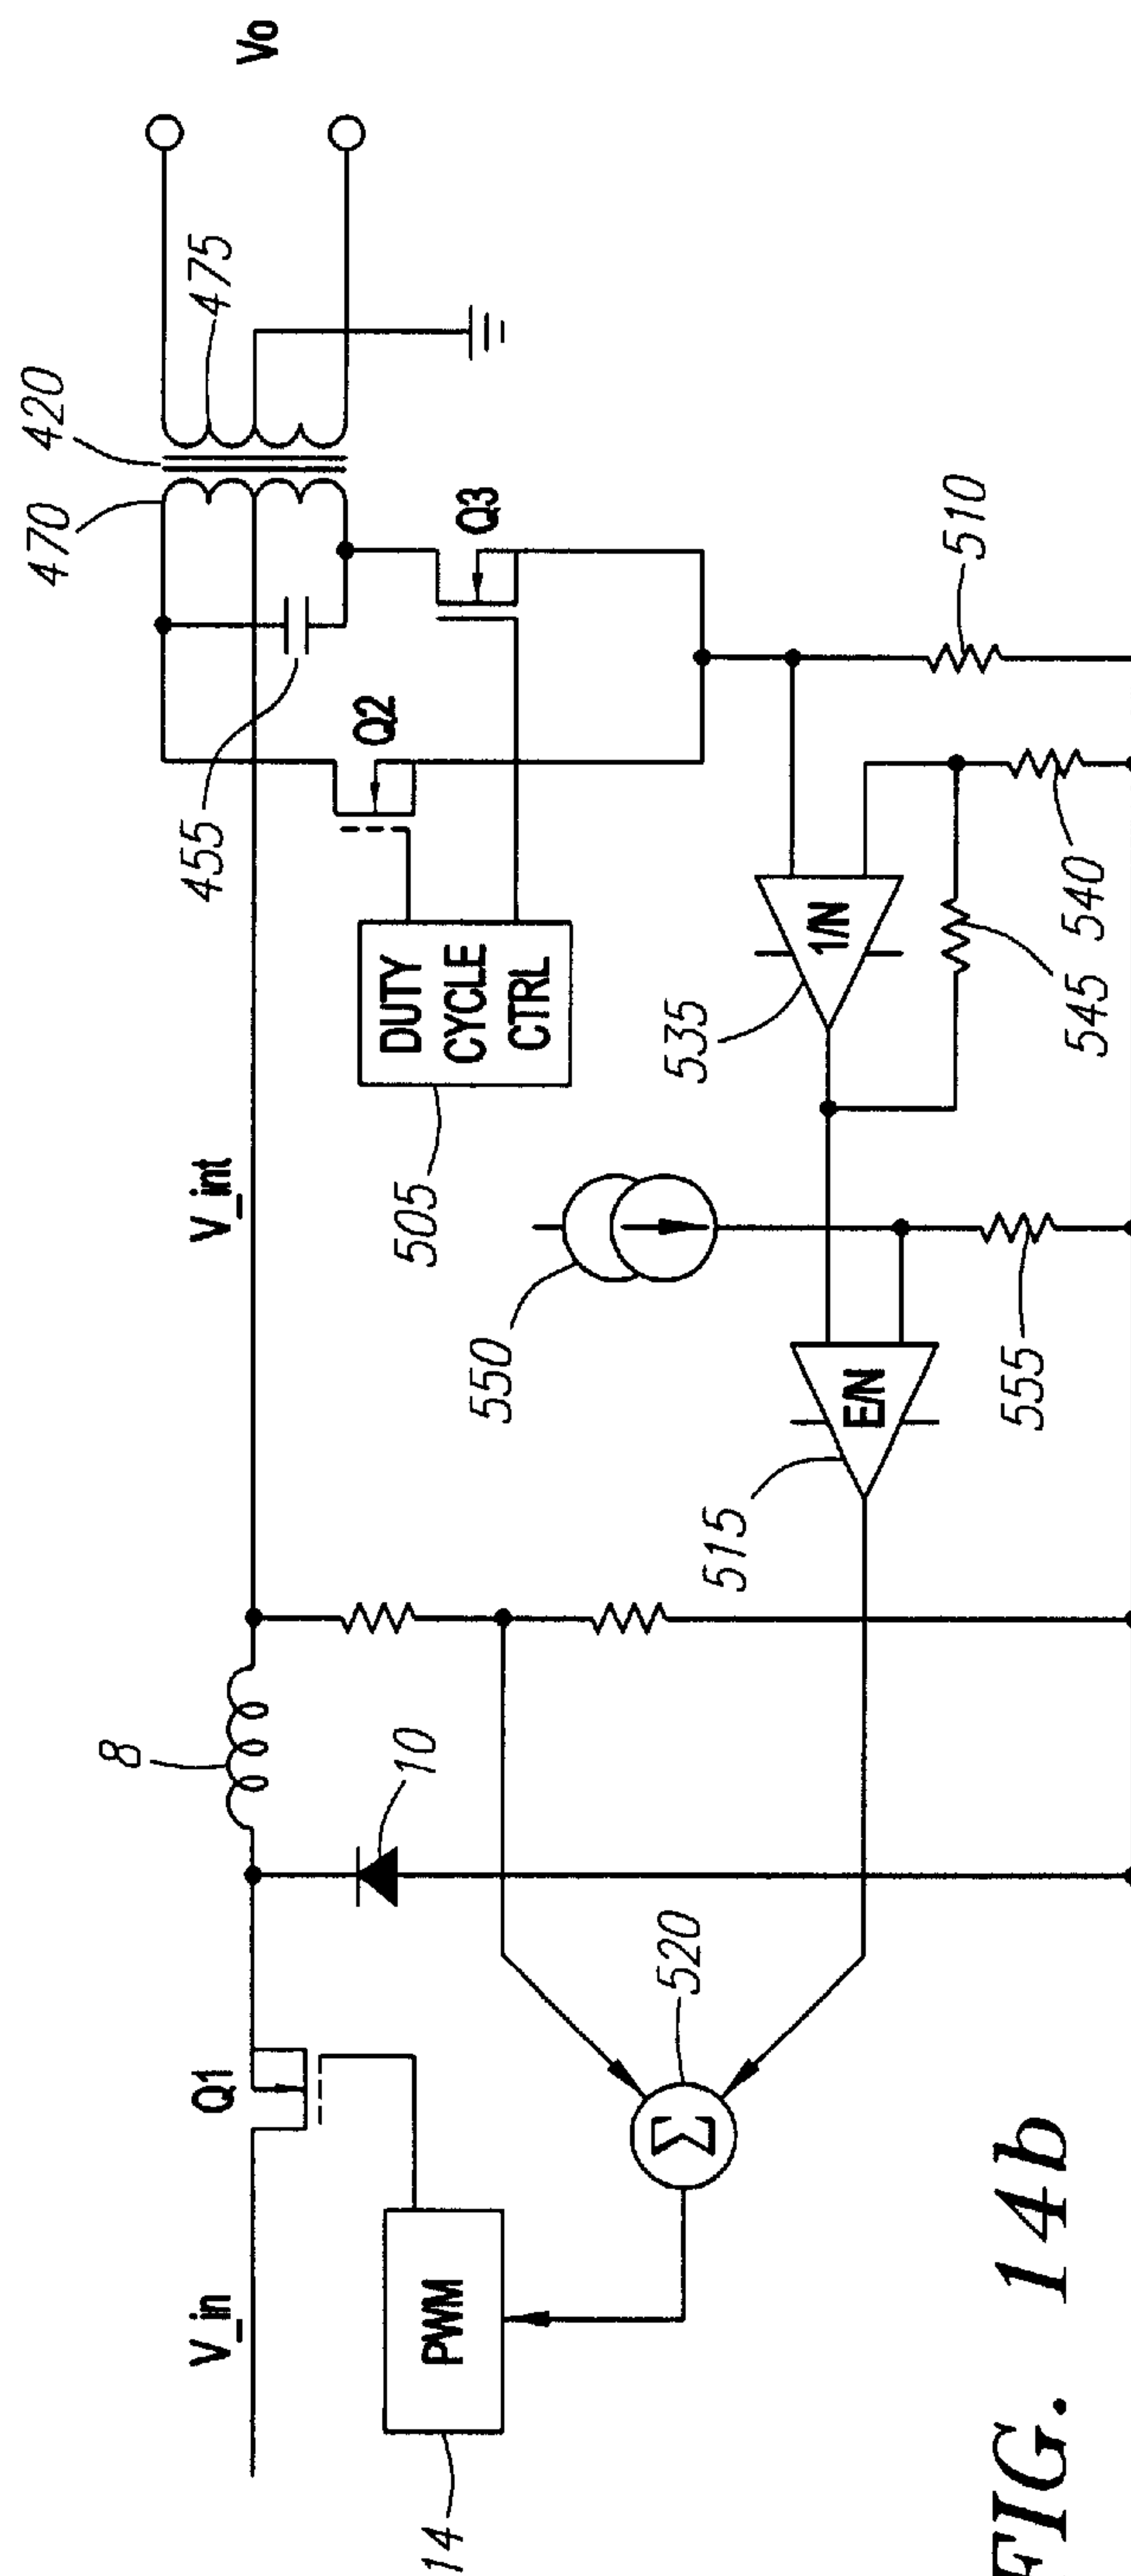 V_in
Q1
8
V_int
470
420
475
Vo
10
455
Q2
Q3
14
PWM
Σ
520
DUTY
CYCLE
CTRL
505
550
515
E/N
535
1/N
510
555
545
540
FIG. 14b